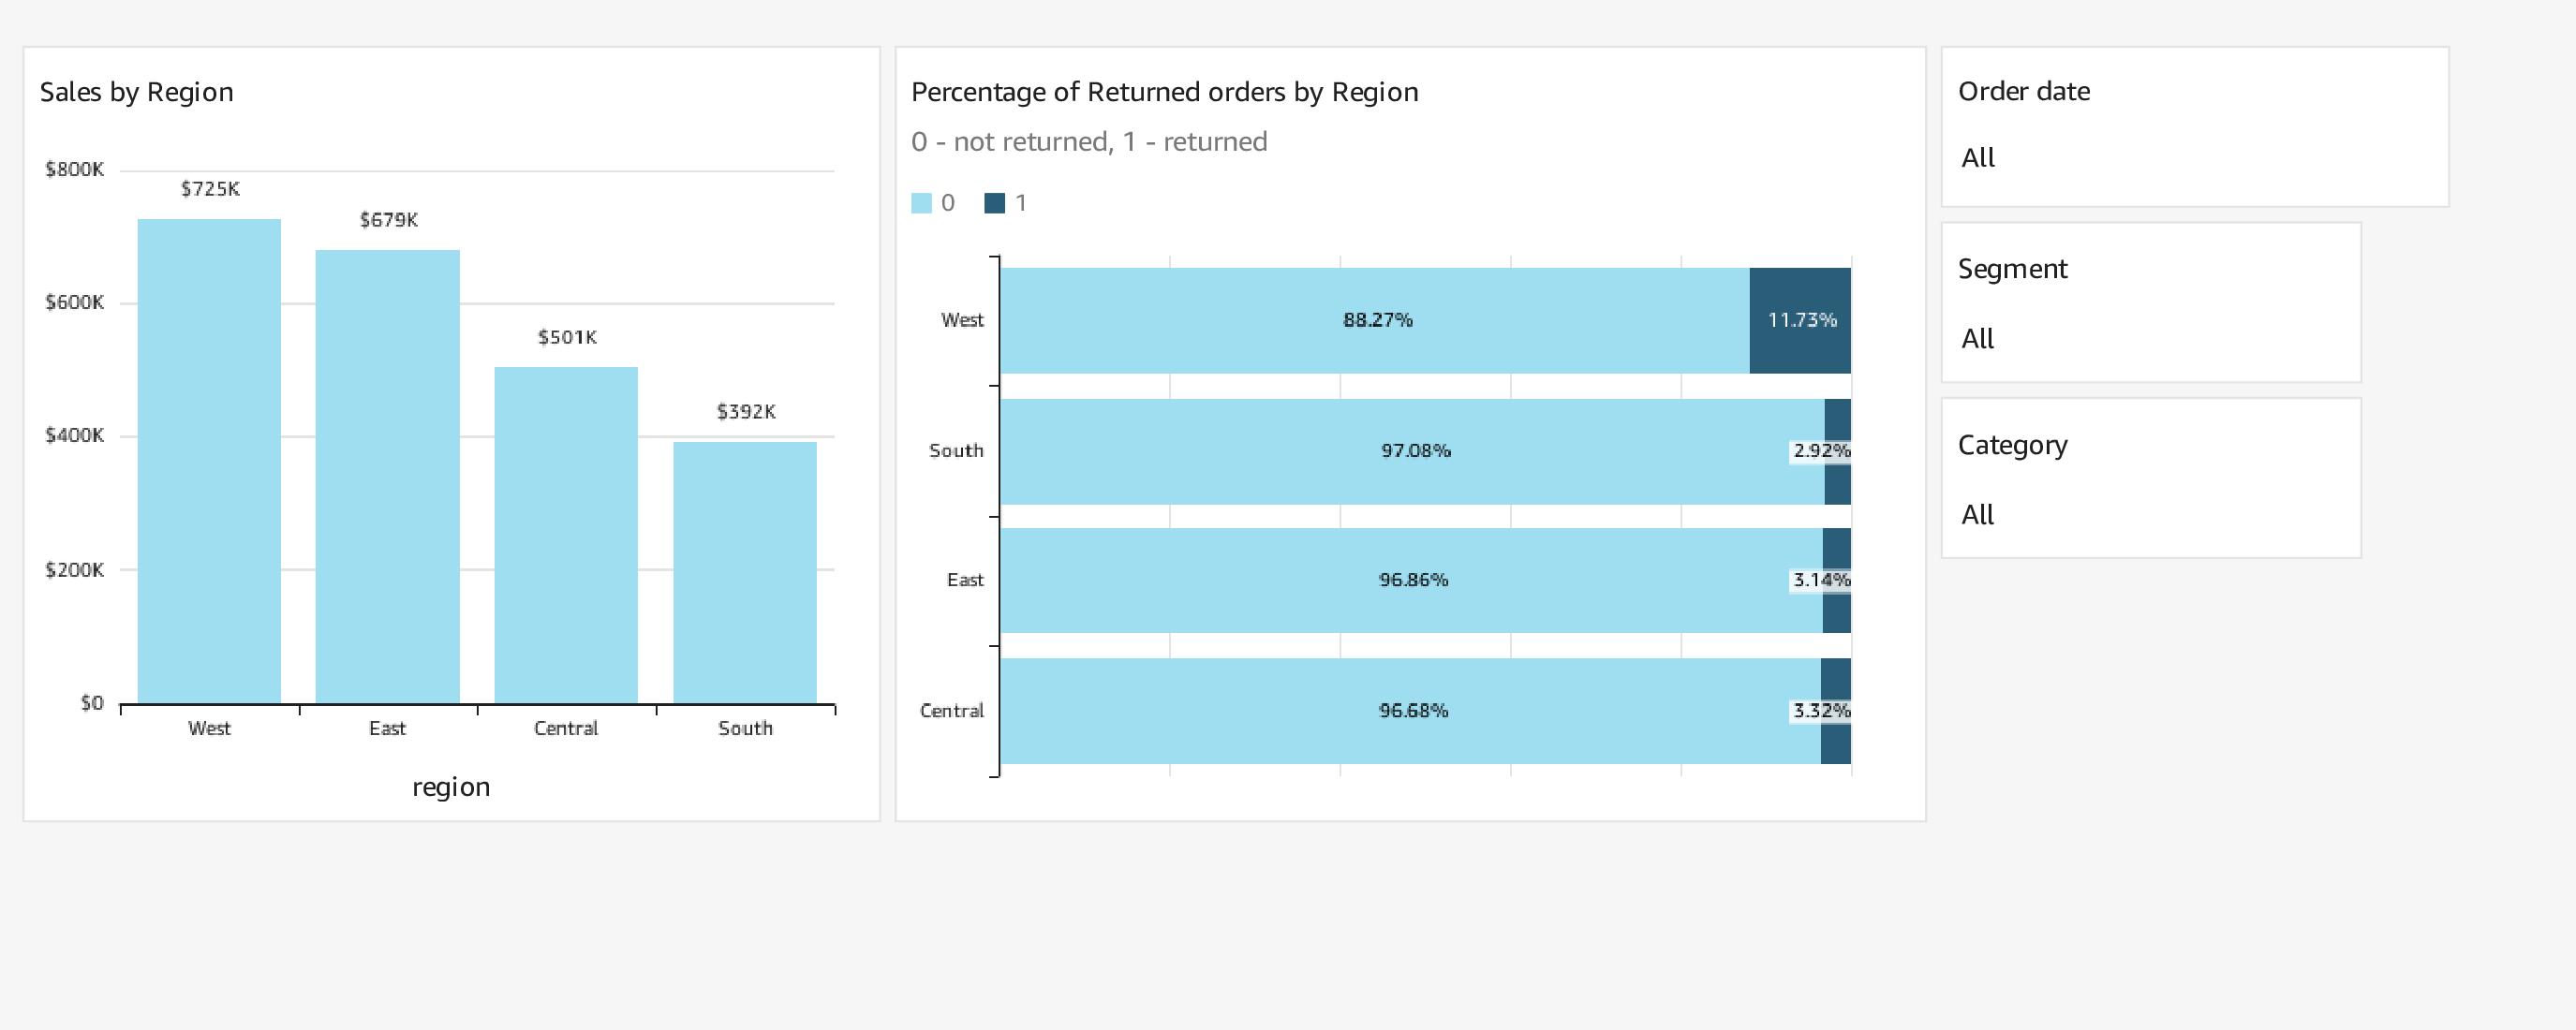 Sales by Region
$800K
$600K
$400K
$200K
$0
$725K
$679K
$501K
$392K
West East Central South
region
Percentage of Returned orders by Region
0 - not returned, 1 - returned
0 1
West 88.27% 11.73%
South 97.08% 2.92%
East 96.86% 3.14%
Central 96.68% 3.32%
Order date
All
Segment
All
Category
All